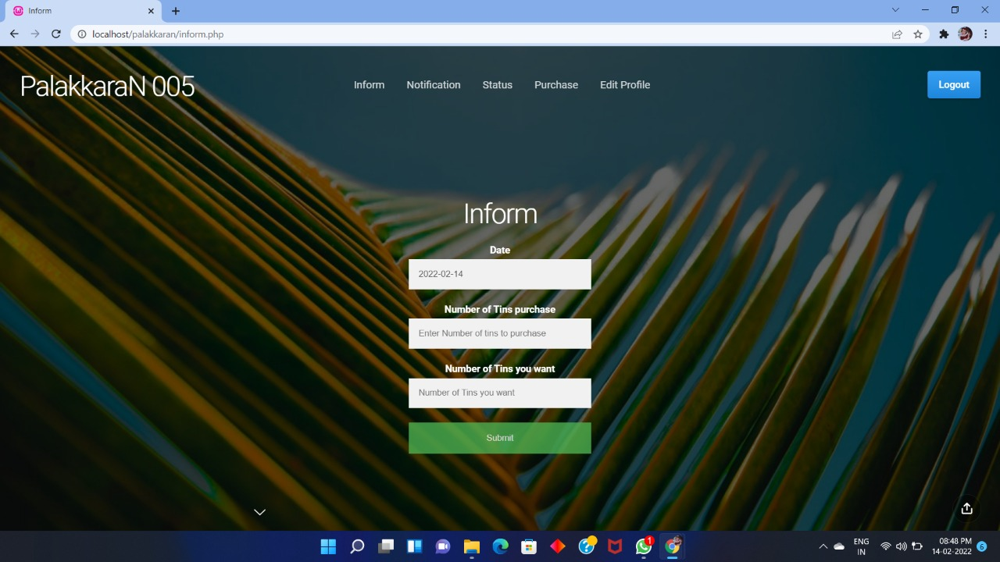 Inform
localhost/palakkaran/inform.php
PalakkaraN 005
Inform
Notification
Status
Purchase
Edit Profile
Logout
Inform
Date
2022-02-14
Number of Tins purchase
Enter Number of tins to purchase
Number of Tins you want
Number of Tins you want
Submit
1
ENG
IN
08:48 PM
14-02-2022
6